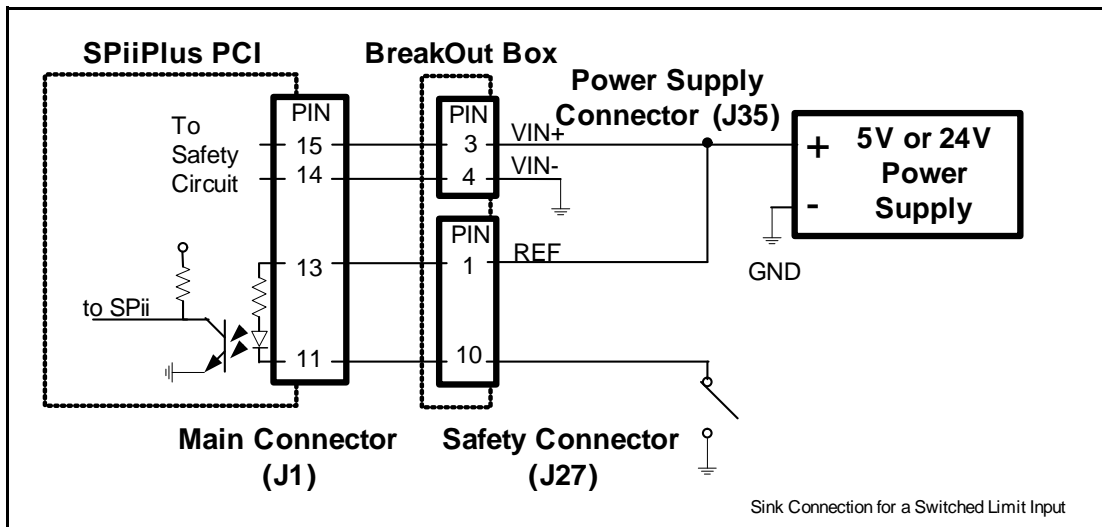 SPiiPlus PCI
BreakOut Box
Power Supply
Connector (J35)
To
Safety
Circuit
PIN
15
14
13
11
PIN
3
4
VIN+
VIN-
PIN
1
10
REF
+
-
5V or 24V
Power
Supply
GND
to SPii
Main Connector
(J1)
Safety Connector
(J27)
Sink Connection for a Switched Limit Input